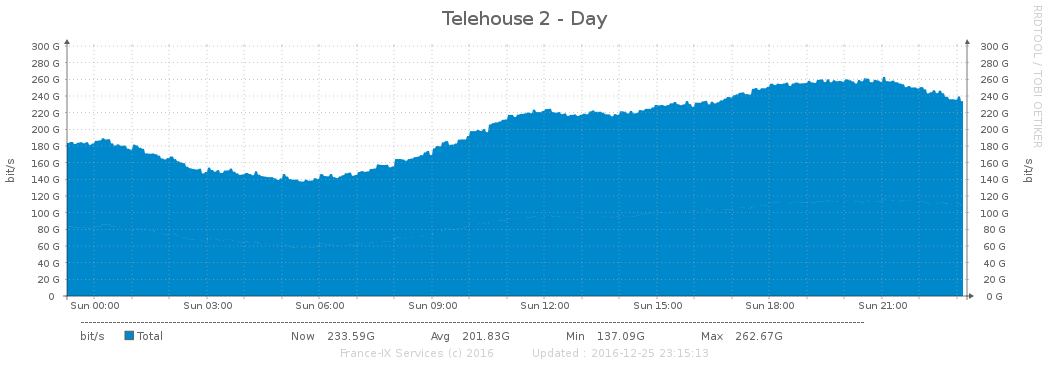 Telehouse 2 - Day
RRDTOOL / TOBI OETIKER
bit/s
300 G 300 G
280 G 280 G
260 G 260 G
240 G 240 G
220 G 220 G
200 G 200 G
180 G 180 G
160 G 160 G
140 G 140 G
120 G 120 G
100 G 100 G
80 G 80 G
60 G 60 G
40 G 40 G
20 G 20 G
0 0 G
bit/s
Sun 00:00 Sun 03:00 Sun 06:00 Sun 09:00 Sun 12:00 Sun 15:00 Sun 18:00 Sun 21:00
bit/s Total Now 233.59G Avg 201.83G Min 137.09G Max 262.67G
France-IX Services (c) 2016 Updated : 2016-12-25 23:15:13